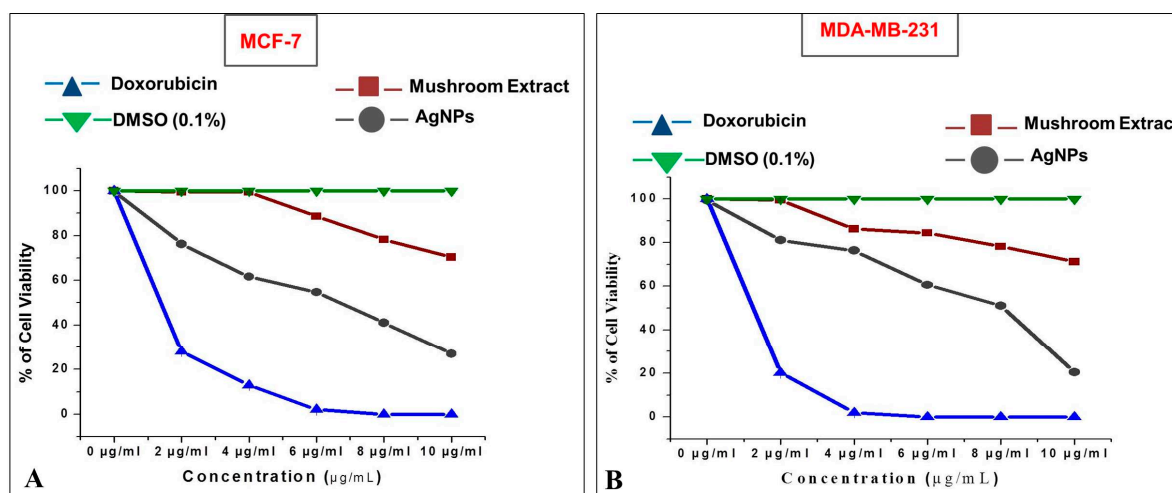 MCF-7
Doxorubicin
Mushroom Extract
DMSO (0.1%)
AgNPs
% of Cell Viability
100
80
60
40
20
0
0 µg/ml 2 µg/ml 4 µg/ml 6 µg/ml 8 µg/ml 10 µg/ml
Concentration (µg/mL)
A
MDA-MB-231
Doxorubicin
Mushroom Extract
DMSO (0.1%)
AgNPs
% of Cell Viability
100
80
60
40
20
0
0 µg/ml 2 µg/ml 4 µg/ml 6 µg/ml 8 µg/ml 10 µg/ml
Concentration (µg/mL)
B